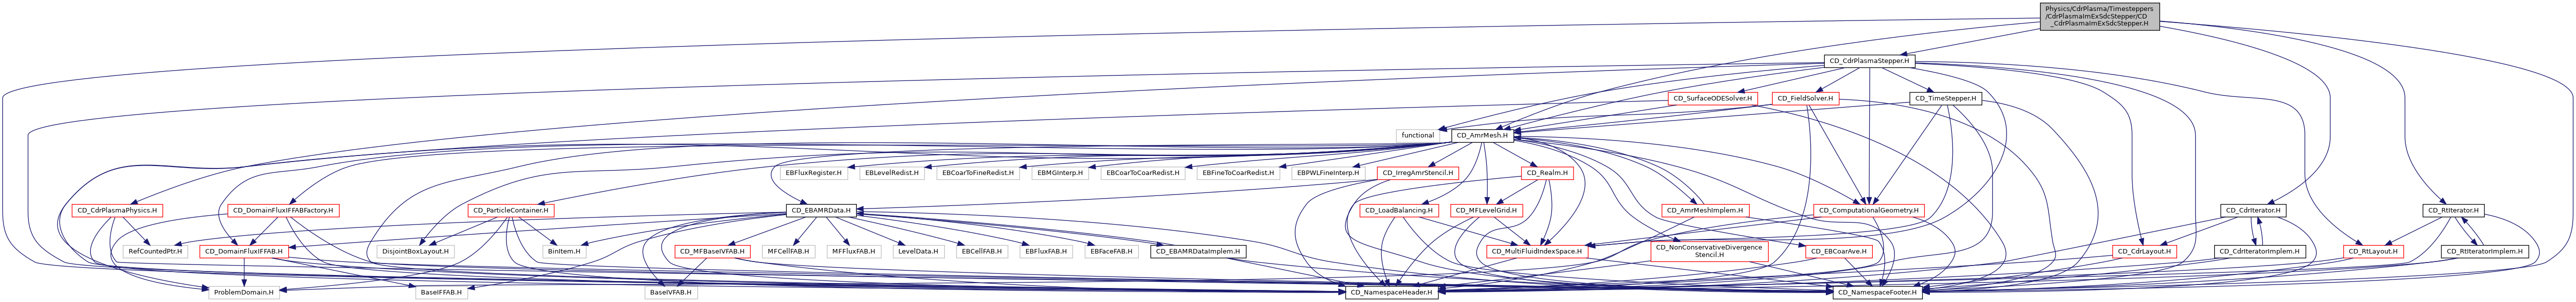 Physics/CdrPlasma/Timesteppers
/CdrPlasmaImExSdcStepper/CD
_CdrPlasmaImExSdcStepper.H
CD_CdrPlasmaStepper.H
CD_SurfaceODESolver.H
CD_FieldSolver.H
CD_TimeStepper.H
functional
CD_AmrMesh.H
EBFluxRegister.H
EBLevelRedist.H
EBCoarToFineRedist.H
EBMGInterp.H
EBCoarToCoarRedist.H
EBFineToCoarRedist.H
EBPWLFineInterp.H
CD_IrregAmrStencil.H
CD_Realm.H
CD_CdrPlasmaPhysics.H
CD_DomainFluxIFFABFactory.H
CD_ParticleContainer.H
CD_EBAMRData.H
CD_LoadBalancing.H
CD_MFLevelGrid.H
CD_AmrMeshImplem.H
CD_ComputationalGeometry.H
CD_CdrIterator.H
CD_RtIterator.H
RefCountedPtr.H
CD_DomainFluxIFFAB.H
DisjointBoxLayout.H
BinItem.H
CD_MFBaseIVFAB.H
MFCellFAB.H
MFFluxFAB.H
LevelData.H
EBCellFAB.H
EBFluxFAB.H
EBFaceFAB.H
CD_EBAMRDataImplem.H
CD_MultiFluidIndexSpace.H
CD_NonConservativeDivergence
Stencil.H
CD_EBCoarAve.H
CD_CdrLayout.H
CD_CdrIteratorImplem.H
CD_RtLayout.H
CD_RtIteratorImplem.H
ProblemDomain.H
BaseIFFAB.H
BaseIVFAB.H
CD_NamespaceHeader.H
CD_NamespaceFooter.H